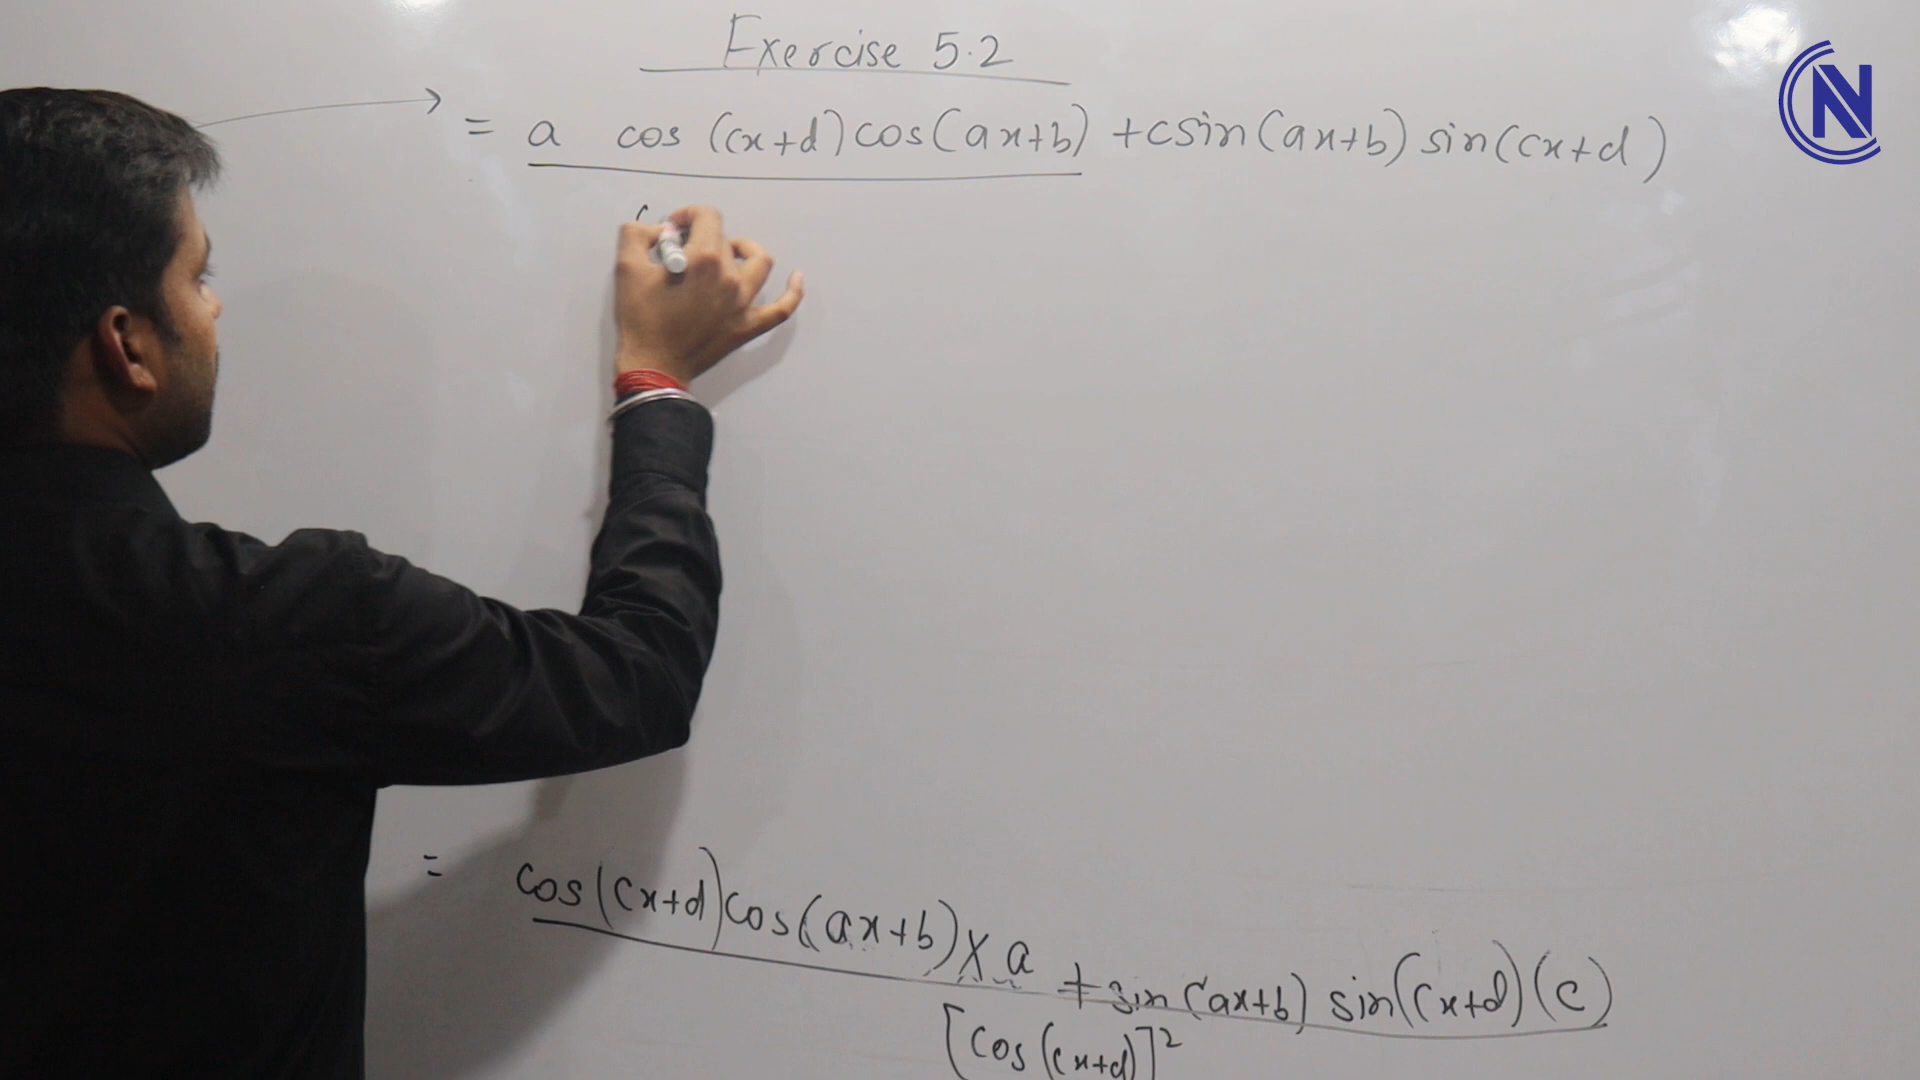 Exercise 5.2
= a cos (cx+d) cos(ax+b) + c sin(ax+b) sin(cx+d)
= cos(cx+d) cos(ax+b) × a + sin(ax+b) sin(cx+d) (c)
[cos(cx+d)]²